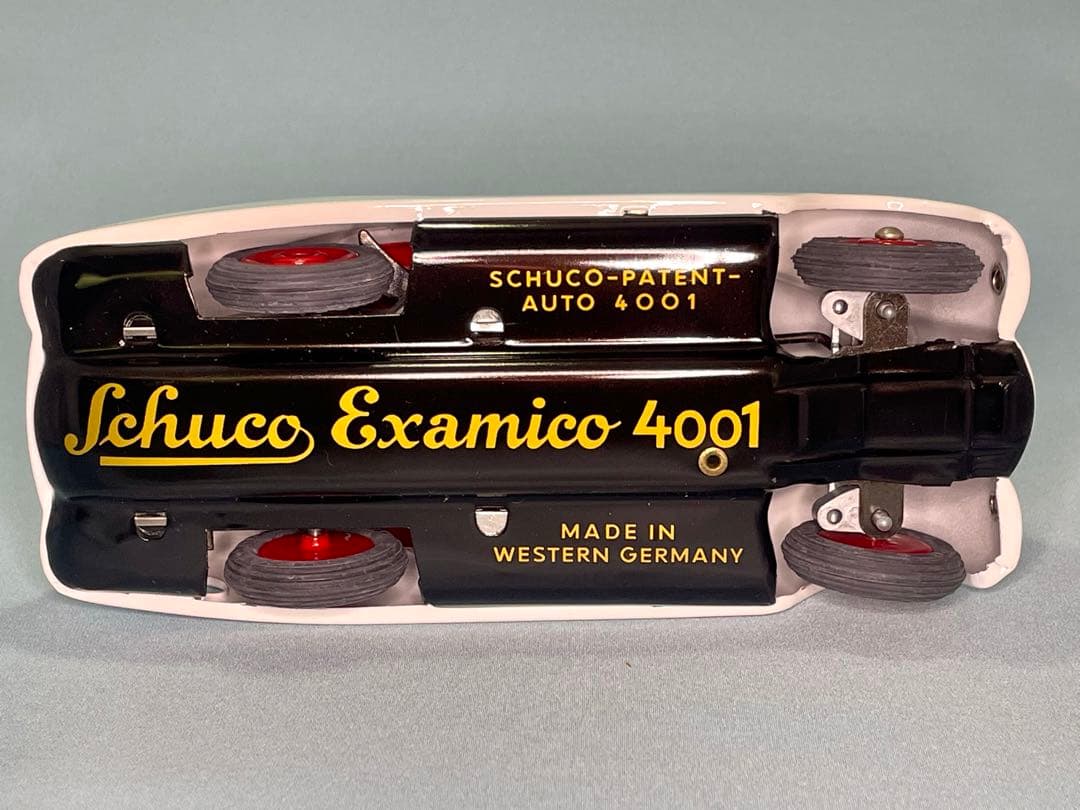 SCHUCO-PATENT-
AUTO 4001
Schuco Examico 4001
MADE IN
WESTERN GERMANY